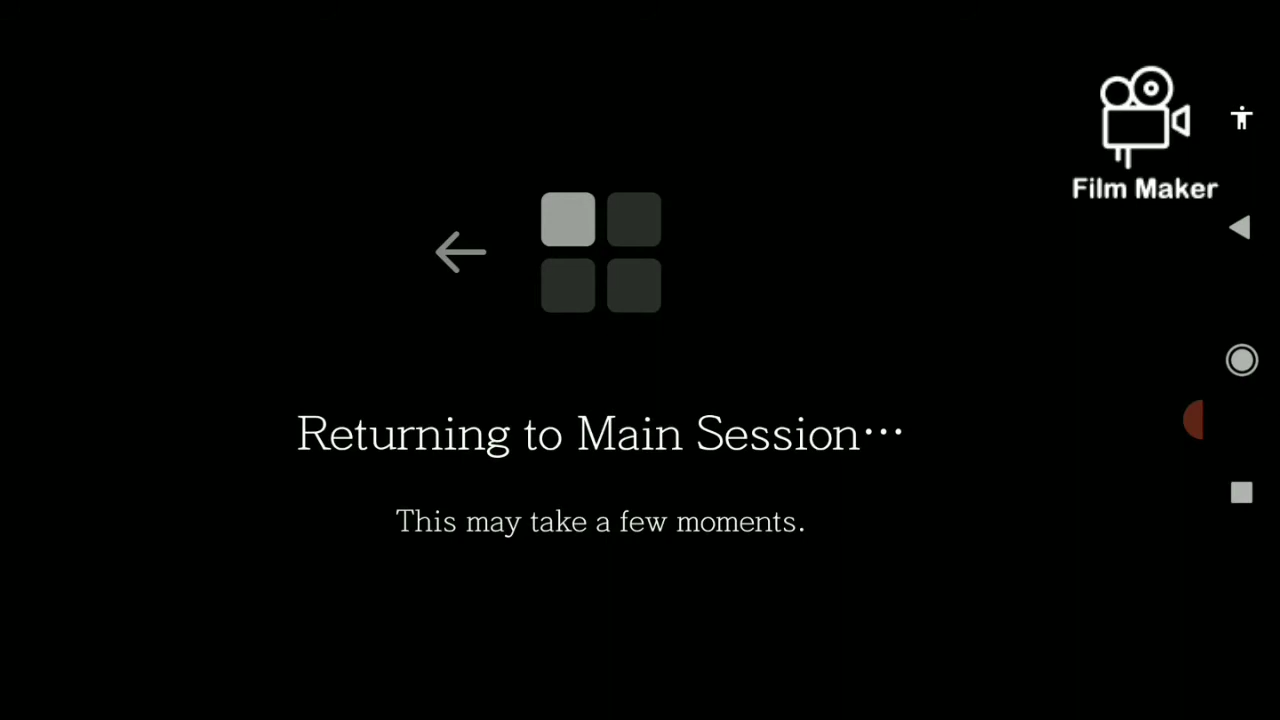 Film Maker
Returning to Main Session…
This may take a few moments.